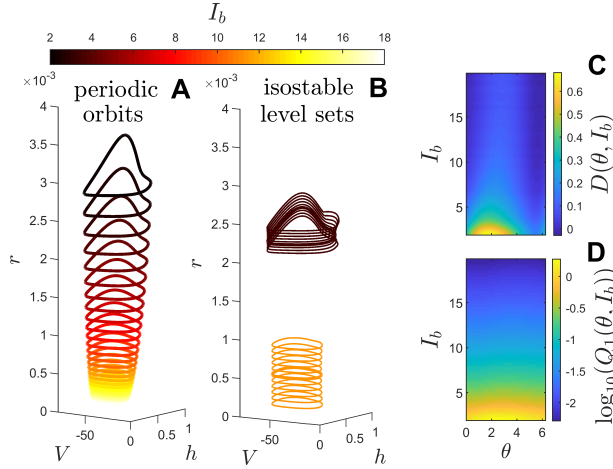 I_b
2 4 6 8 10 12 14 16 18
×10⁻³ periodic orbits A
×10⁻³ isostable level sets B
r
4
3.5
3
2.5
2
1.5
1
0.5
0
-50
0
0
0.5
1
V
h
r
4
3.5
3
2.5
2
1.5
1
0.5
0
-50
0
0
0.5
1
V
h
C
I_b
15
10
5
0.6
0.5
0.4
0.3
0.2
0.1
0
D(θ, I_b)
D
I_b
15
10
5
0 2 4 6
θ
0
-0.5
-1
-1.5
-2
log₁₀(Q₁(θ, I_b))